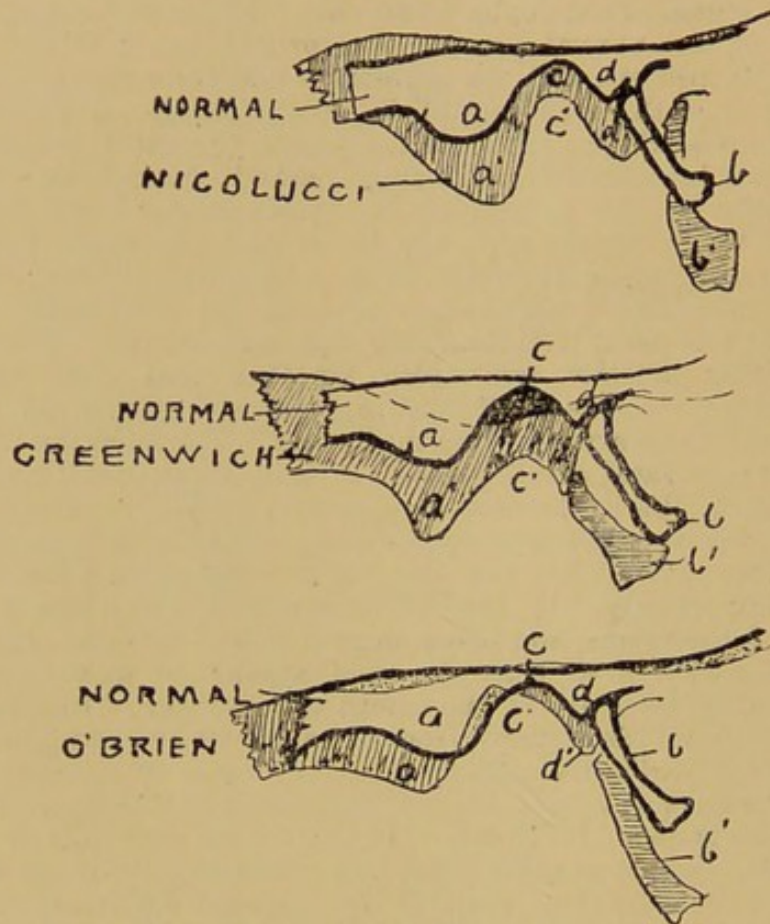 c d
NORMAL a c'
d'
NICOLUCCI a' b
b'
C
NORMAL d
a
GREENWICH c'
a' b
b'
C
NORMAL a c d
O'BRIEN a b
d'
b'